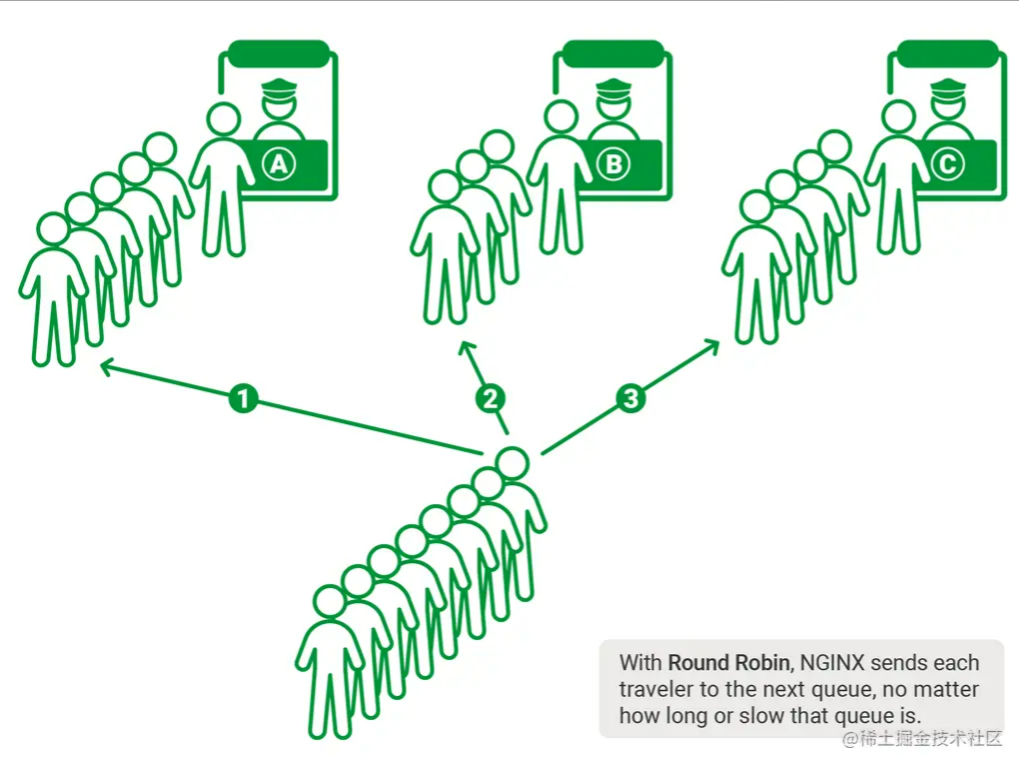 A
B
C
1
2
3
With Round Robin, NGINX sends each
traveler to the next queue, no matter
how long or slow that queue is.
@稀土掘金技术社区